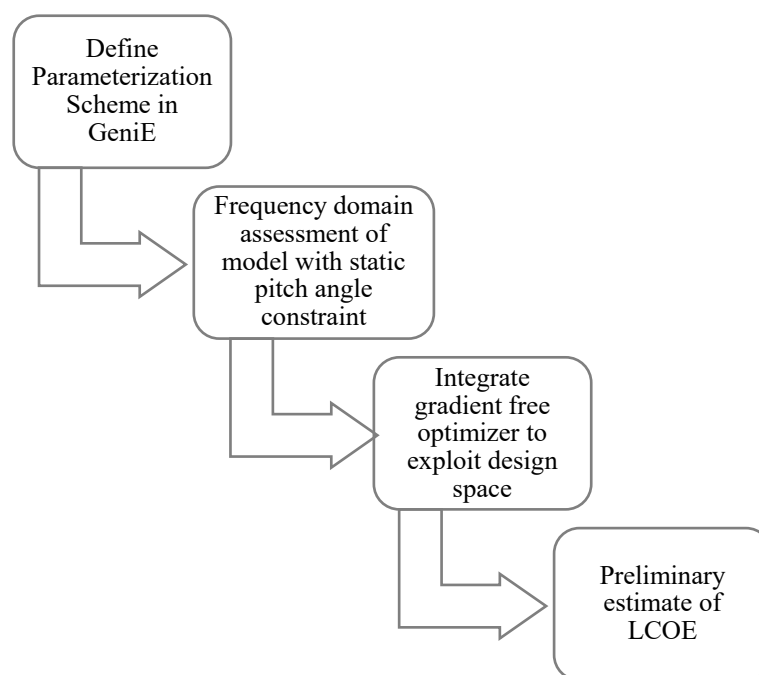 Define
Parameterization
Scheme in
GeniE
Frequency domain
assessment of
model with static
pitch angle
constraint
Integrate
gradient free
optimizer to
exploit design
space
Preliminary
estimate of
LCOE